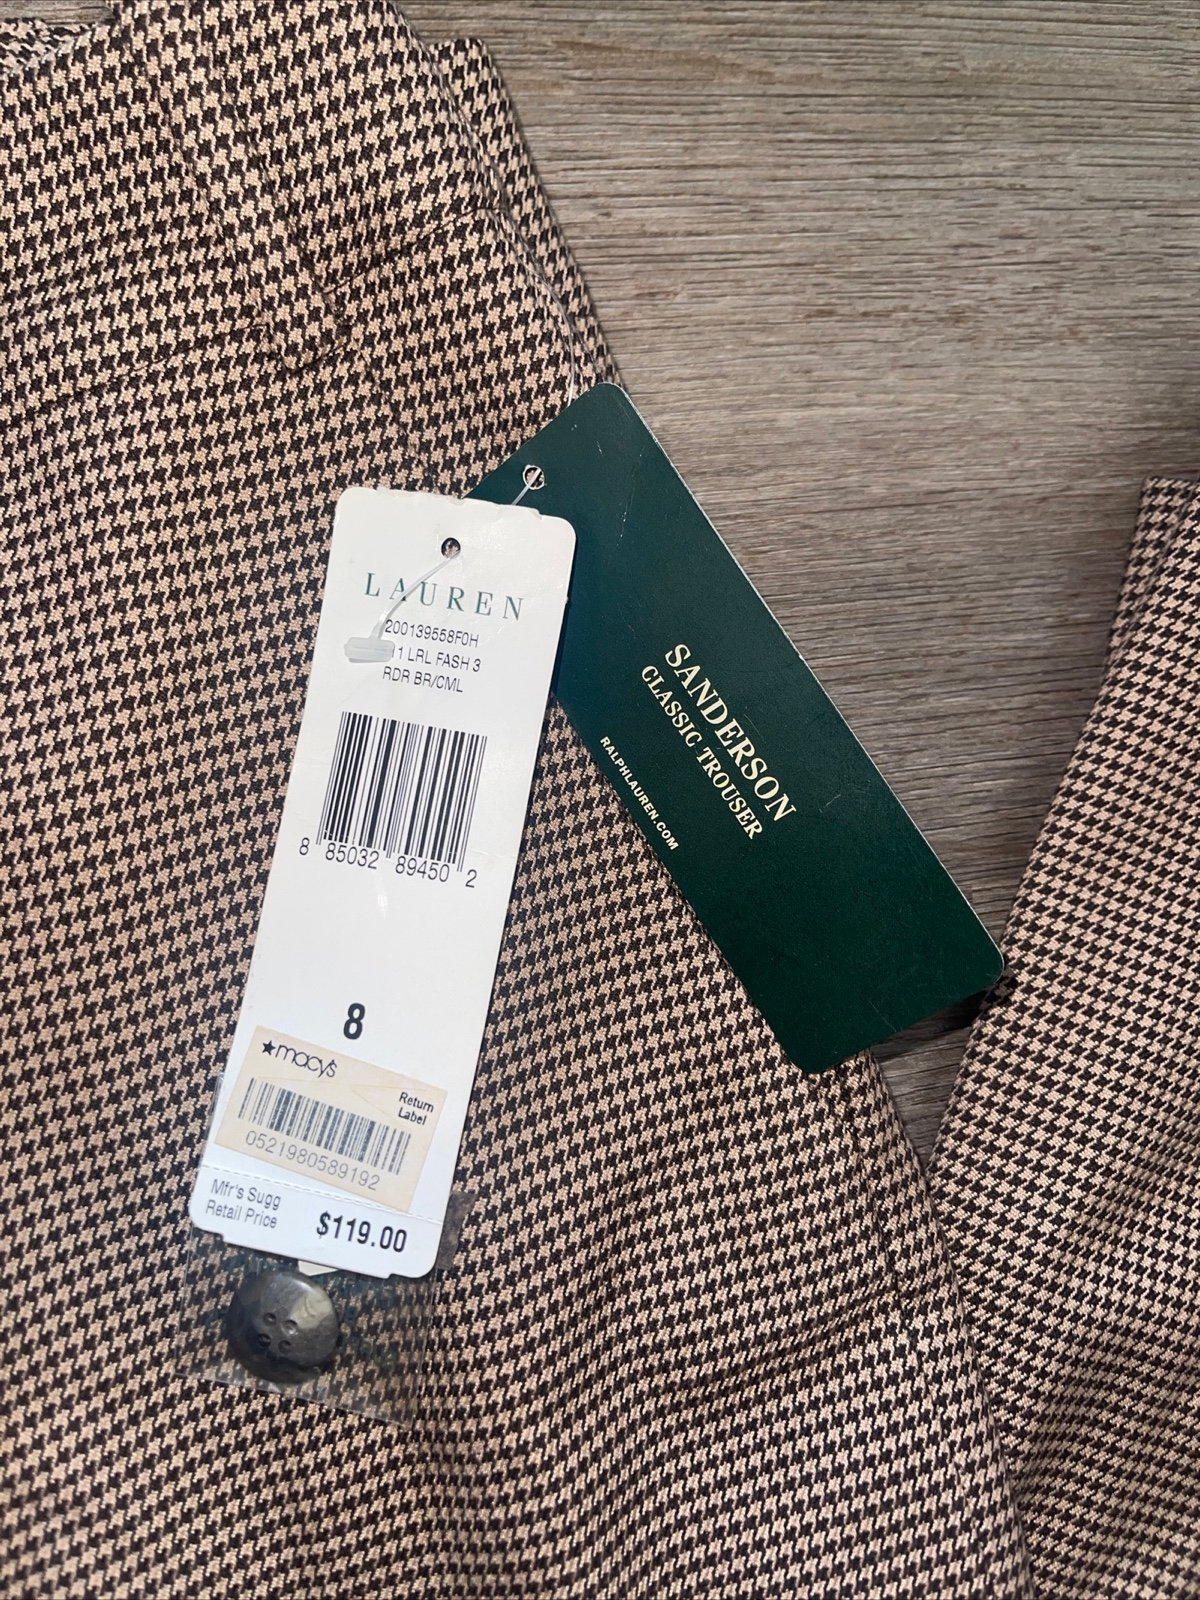 LAUREN
200139558F0H
11 LRL FASH 3
RDR BR/CML
8 85032 89450 2
8
★macy's
Return
Label
0521980589192
Mfr's Sugg
Retail Price
$119.00
SANDERSON
CLASSIC TROUSER
RALPHLAUREN.COM